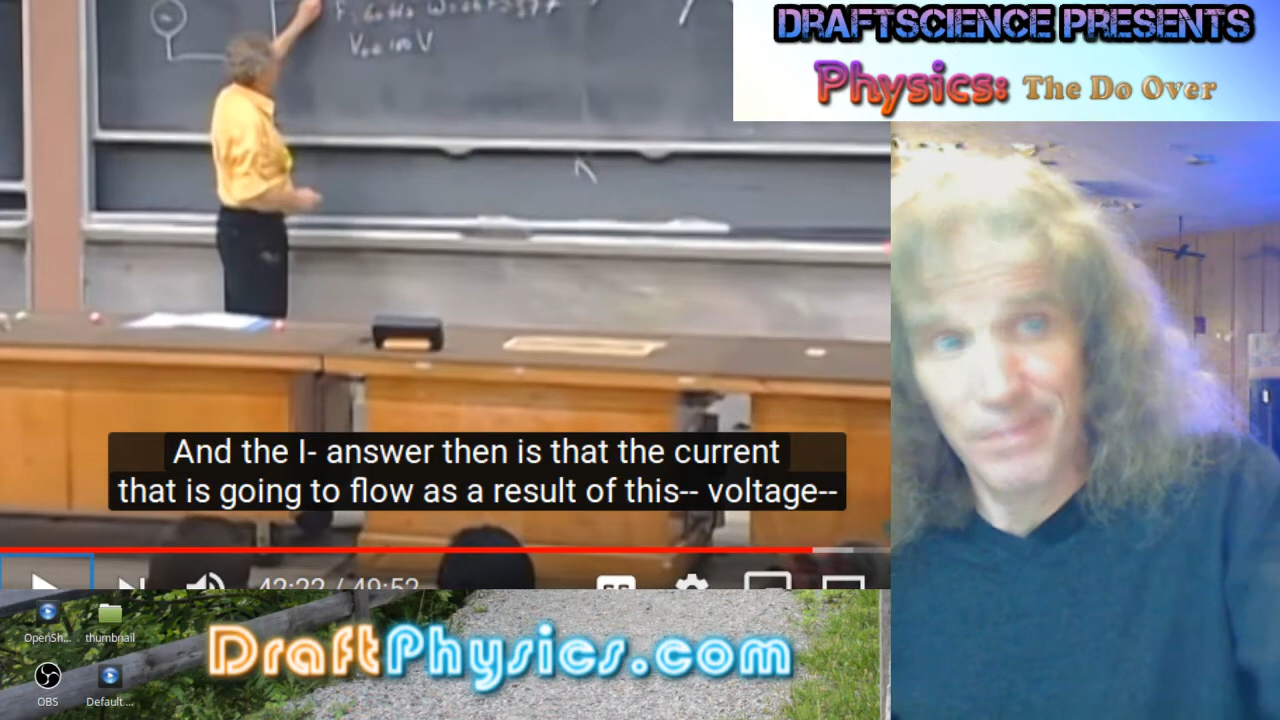 DRAFTSCIENCE PRESENTS
Physics: The Do Over
And the I- answer then is that the current
that is going to flow as a result of this-- voltage--
42:22 / 49:52
CC
OpenSh... thumbnail
DraftPhysics.com
OBS Default ...